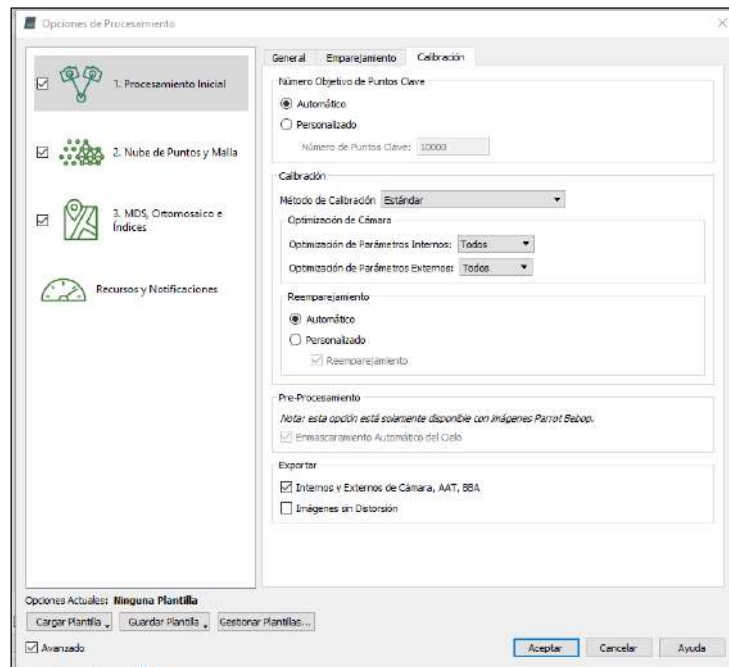 Opciones de Procesamiento
1. Procesamiento Inicial
2. Nube de Puntos y Malla
3. MDS, Ortomosaico e
Índices
Recursos y Notificaciones
General Emparejamiento Calibración
Número Objetivo de Puntos Clave
Automático
Personalizado
Número de Puntos Clave: 10000
Calibración
Método de Calibración Estándar
Optimización de Cámara
Optimización de Parámetros Internos: Todos
Optimización de Parámetros Externos: Todos
Reemparejamiento
Automático
Personalizado
Reemparejamiento
Pre-Procesamiento
Nota: esta opción está solamente disponible con imágenes Parrot Bebop.
Enmascaramiento Automático del Cielo
Exportar
Internos y Externos de Cámara, AAT, BBA
Imágenes sin Distorsión
Opciones Actuales: Ninguna Plantilla
Cargar Plantilla Guardar Plantilla Gestionar Plantillas...
Avanzado
Aceptar Cancelar Ayuda